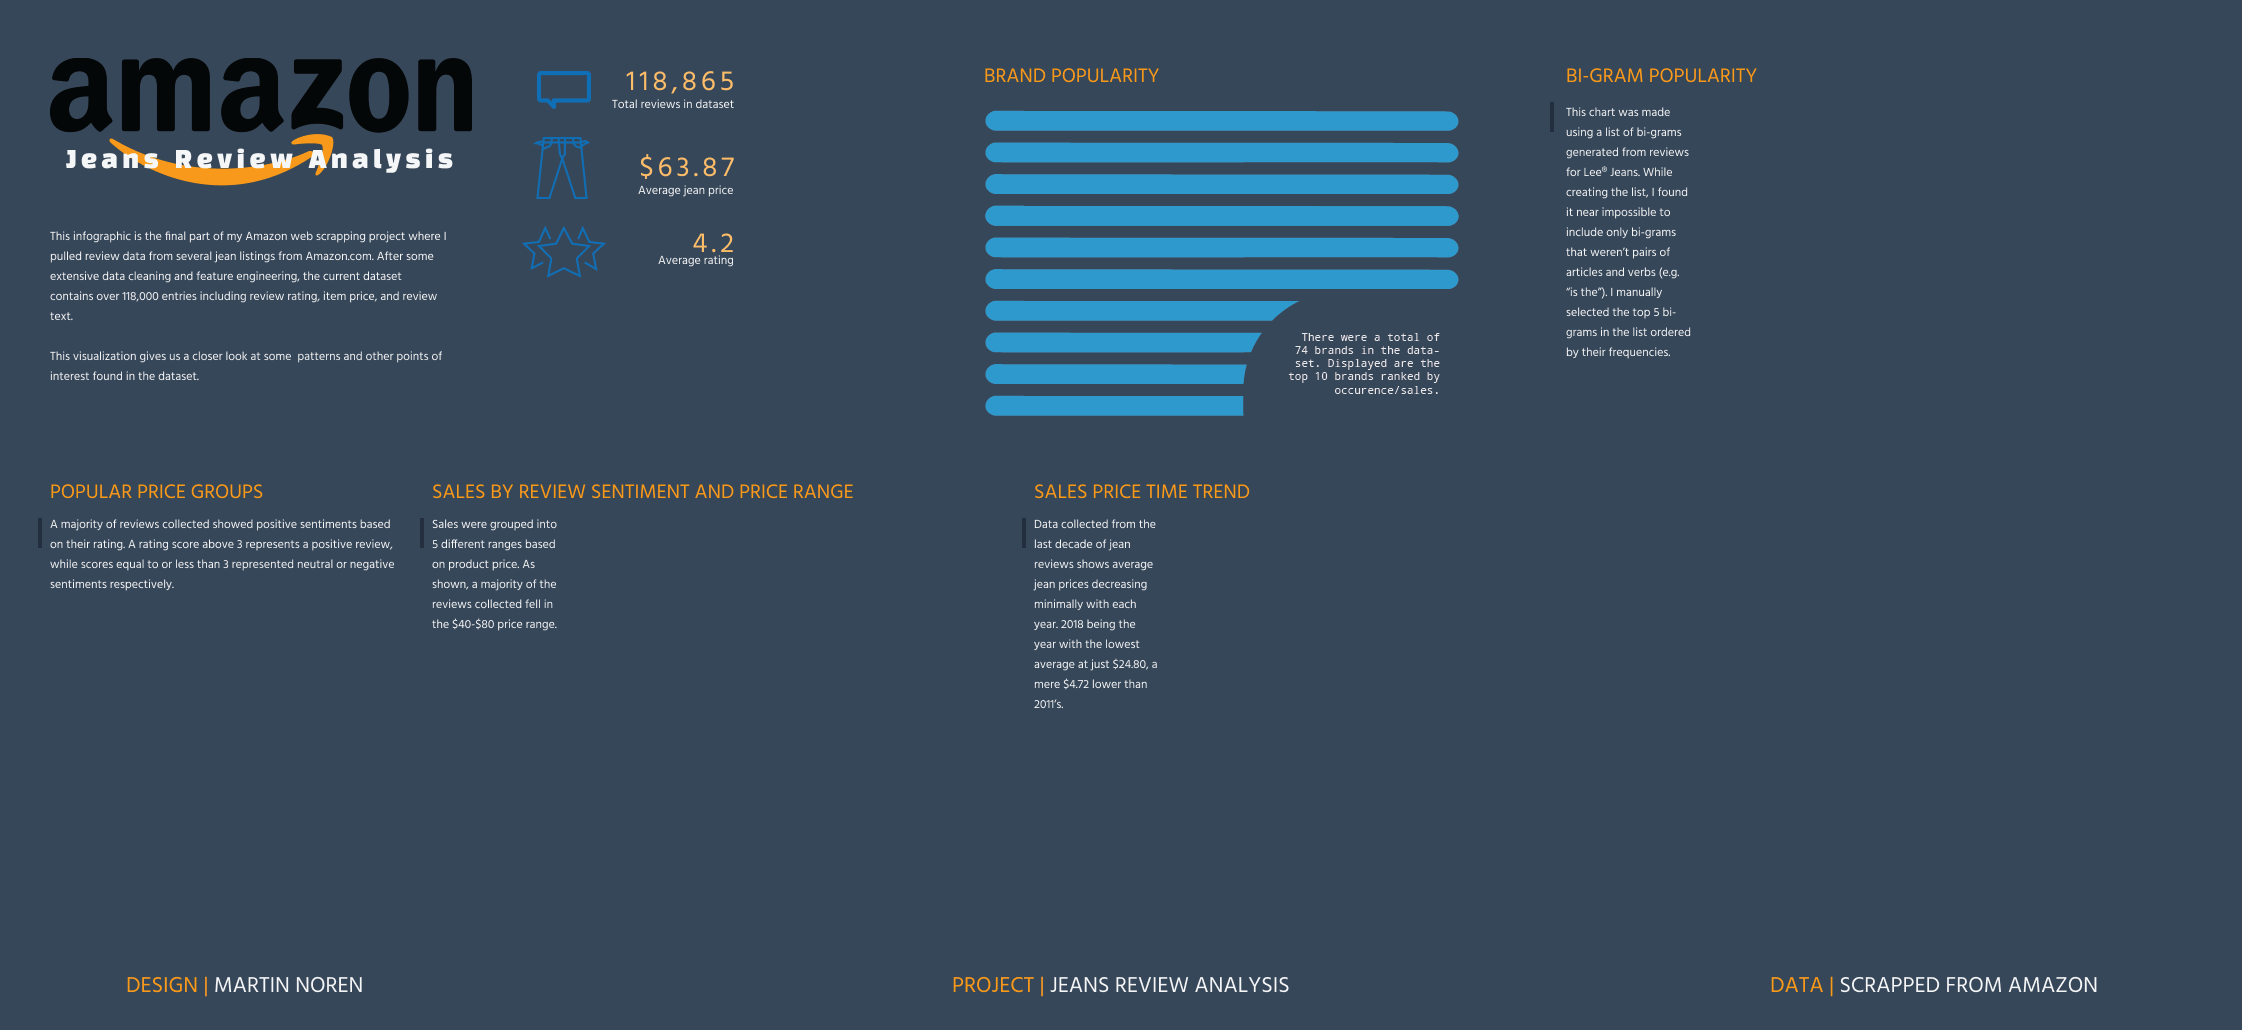 amazon
Jeans Review Analysis
This infographic is the final part of my Amazon web scrapping project where I
pulled review data from several jean listings from Amazon.com. After some
extensive data cleaning and feature engineering, the current dataset
contains over 118,000 entries including review rating, item price, and review
text.
This visualization gives us a closer look at some patterns and other points of
interest found in the dataset.
118,865
Total reviews in dataset
$63.87
Average jean price
4.2
Average rating
BRAND POPULARITY
There were a total of
74 brands in the data-
set. Displayed are the
top 10 brands ranked by
occurence/sales.
BI-GRAM POPULARITY
This chart was made
using a list of bi-grams
generated from reviews
for Lee® Jeans. While
creating the list, I found
it near impossible to
include only bi-grams
that weren't pairs of
articles and verbs (e.g.
"is the"). I manually
selected the top 5 bi-
grams in the list ordered
by their frequencies.
POPULAR PRICE GROUPS
A majority of reviews collected showed positive sentiments based
on their rating. A rating score above 3 represents a positive review,
while scores equal to or less than 3 represented neutral or negative
sentiments respectively.
SALES BY REVIEW SENTIMENT AND PRICE RANGE
Sales were grouped into
5 different ranges based
on product price. As
shown, a majority of the
reviews collected fell in
the $40-$80 price range.
SALES PRICE TIME TREND
Data collected from the
last decade of jean
reviews shows average
jean prices decreasing
minimally with each
year. 2018 being the
year with the lowest
average at just $24.80, a
mere $4.72 lower than
2011's.
DESIGN | MARTIN NOREN
PROJECT | JEANS REVIEW ANALYSIS
DATA | SCRAPPED FROM AMAZON